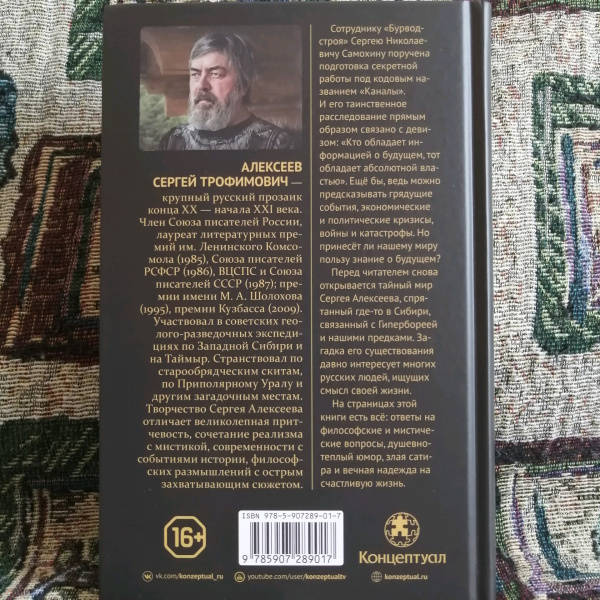 АЛЕКСЕЕВ
СЕРГЕЙ ТРОФИМОВИЧ —
крупный русский прозаик
конца XX — начала XXI века.
Член Союза писателей России,
лауреат литературных пре-
мий им. Ленинского Комсо-
мола (1985), Союза писателей
РСФСР (1986), ВЦСПС и Союза
писателей СССР (1987); пре-
мии имени М. А. Шолохова
(1995), премии Кузбасса (2009).
Участвовал в советских гео-
лого-разведочных экспеди-
циях по Западной Сибири и
на Таймыр. Странствовал по
старообрядческим скитам,
по Приполярному Уралу и
другим загадочным местам.
Творчество Сергея Алексеева
отличает великолепная прит-
чевость, сочетание реализма
с мистикой, современности с
событиями истории, философ-
ских размышлений с острым
захватывающим сюжетом.
Сотруднику «Бурвод-
строя» Сергею Николае-
вичу Самохину поручена
подготовка секретной
работы под кодовым на-
званием «Каналы».
И его таинственное
расследование прямым
образом связано с деви-
зом: «Кто обладает ин-
формацией о будущем, тот
обладает абсолютной вла-
стью». Ещё бы, ведь можно
предсказывать грядущие
события, экономические
и политические кризисы,
войны и катастрофы. Но
принесёт ли нашему миру
пользу знание о будущем?
Перед читателем снова
открывается тайный мир
Сергея Алексеева, спря-
танный где-то в Сибири,
связанный с Гипербореей
и нашими предками. За-
гадка его существования
давно интересует многих
русских людей, ищущих
смысл своей жизни.
На страницах этой
книги есть всё: ответы на
философские и мистиче-
ские вопросы, душевно-
теплый юмор, злая сати-
ра и вечная надежда на
счастливую жизнь.
16+
ISBN 978-5-907289-01-7
9 785907 289017
Концептуал
vk.com/konzeptual_ru
youtube.com/user/konzeptualtv
konzeptual.ru